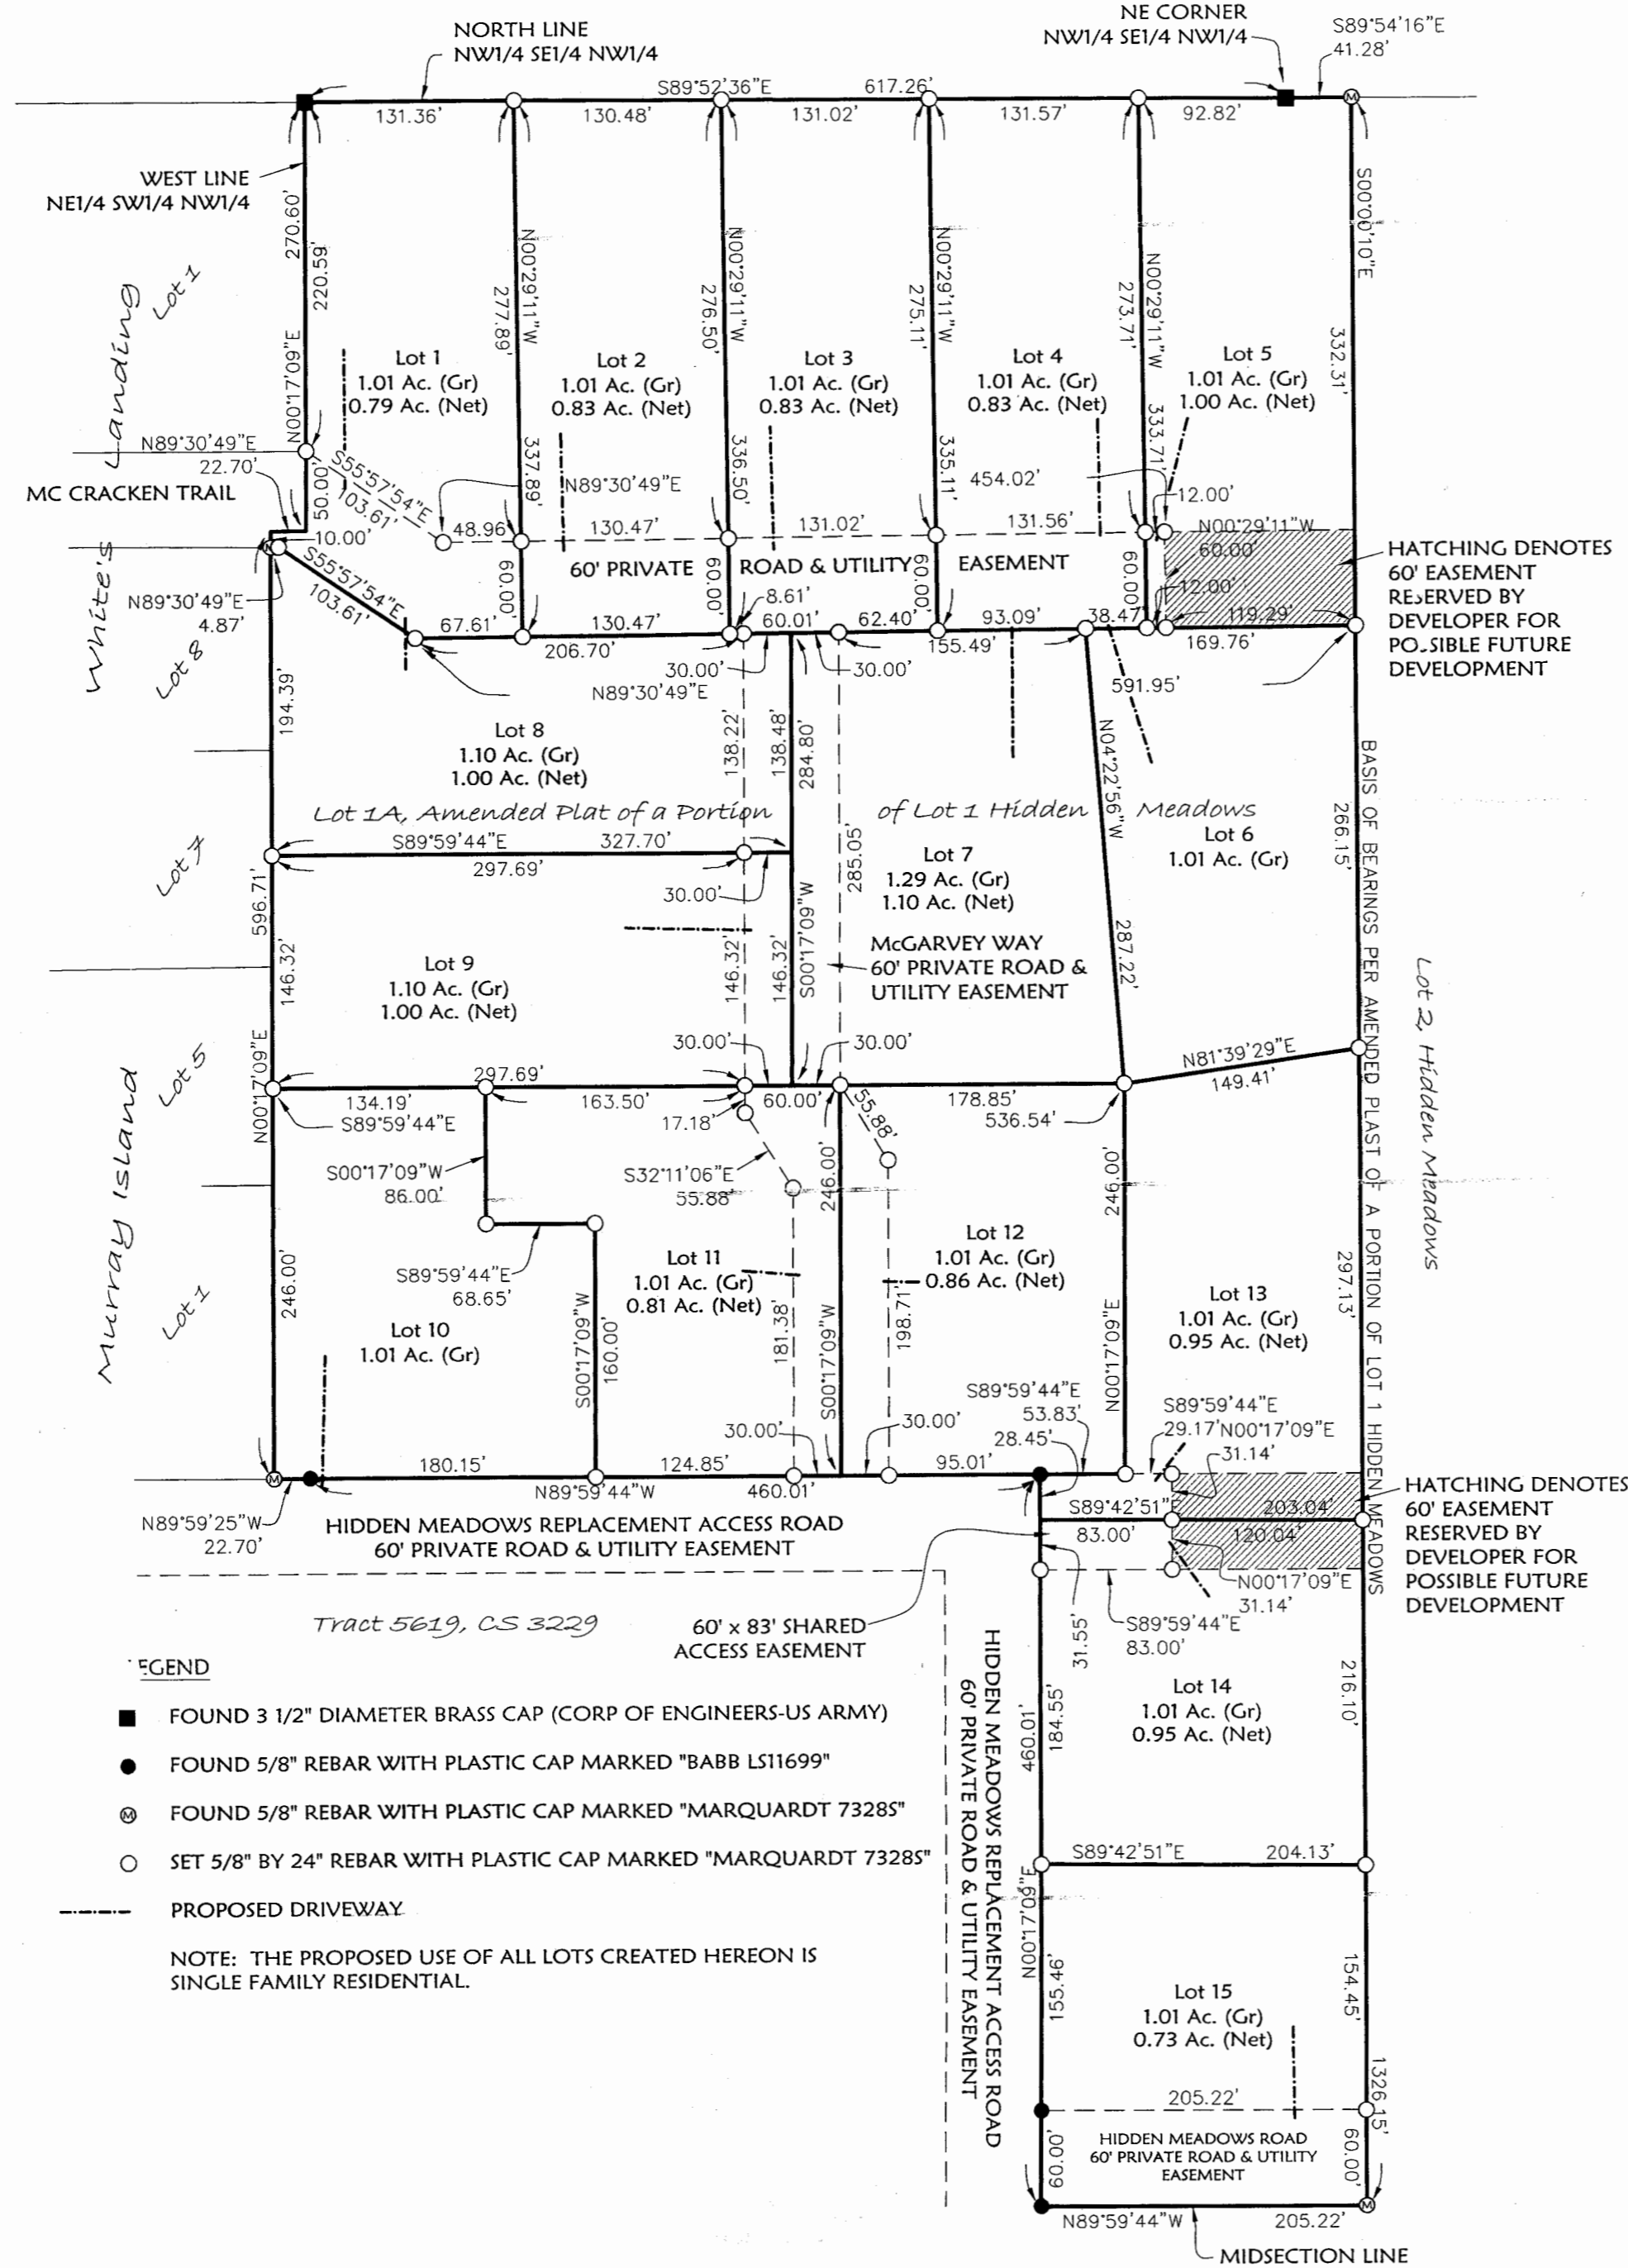 NORTH LINE
NW1/4 SE1/4 NW1/4
NE CORNER
NW1/4 SE1/4 NW1/4
S89°54'16"E
41.28'
S89°52'36"E
617.26'
131.36'
130.48'
131.02'
131.57'
92.82'
WEST LINE
NE1/4 SW1/4 NW1/4
270.60'
220.59'
N00°17'09"E
N00°29'11"W
277.89'
337.89'
N00°29'11"W
276.50'
336.50'
N00°29'11"W
275.11'
335.11'
N00°29'11"W
273.71'
333.71'
S00°00'10"E
332.31'
Landing
Lot 1
Lot 1
1.01 Ac. (Gr)
0.79 Ac. (Net)
Lot 2
1.01 Ac. (Gr)
0.83 Ac. (Net)
Lot 3
1.01 Ac. (Gr)
0.83 Ac. (Net)
Lot 4
1.01 Ac. (Gr)
0.83 Ac. (Net)
Lot 5
1.01 Ac. (Gr)
1.00 Ac. (Net)
N89°30'49"E
22.70'
MC CRACKEN TRAIL
50.00'
S55°57'54"E
103.61'
10.00'
S55°57'54"E
103.61'
N89°30'49"E
4.87'
48.96
N89°30'49"E
130.47'
131.02'
454.02'
131.56'
12.00'
N00°29'11"W
60.00'
12.00'
60.00'
60.00'
60.00'
60.00'
60' PRIVATE ROAD & UTILITY EASEMENT
HATCHING DENOTES
60' EASEMENT
RESERVED BY
DEVELOPER FOR
POSSIBLE FUTURE
DEVELOPMENT
67.61'
130.47'
206.70'
8.61'
60.01'
62.40'
93.09'
38.47'
119.29'
155.49'
169.76'
30.00'
30.00'
N89°30'49"E
591.95'
White's
Lot 8
194.39'
Lot 8
1.10 Ac. (Gr)
1.00 Ac. (Net)
138.22'
138.48'
284.80'
285.05'
N04°22'56"W
287.22'
266.15'
Lot 1A, Amended Plat of a Portion of Lot 1 Hidden Meadows
Lot 6
1.01 Ac. (Gr)
Lot 7
1.29 Ac. (Gr)
1.10 Ac. (Net)
S89°59'44"E
327.70'
297.69'
30.00'
Lot 7
596.71'
146.32'
146.32'
146.32'
S00°17'09"W
McGARVEY WAY
60' PRIVATE ROAD &
UTILITY EASEMENT
Lot 9
1.10 Ac. (Gr)
1.00 Ac. (Net)
N00°17'09"E
Lot 5
30.00'
30.00'
N81°39'29"E
149.41'
BASIS OF BEARINGS PER AMENDED PLAST OF A PORTION OF LOT 1 HIDDEN MEADOWS
Lot 2, Hidden Meadows
297.69'
134.19'
163.50'
60.00'
178.85'
536.54'
S89°59'44"E
17.18'
55.88'
S00°17'09"W
86.00'
S32°11'06"E
55.88'
246.00'
246.00'
Murray Island
Lot 1
246.00'
S89°59'44"E
68.65'
Lot 10
1.01 Ac. (Gr)
Lot 11
1.01 Ac. (Gr)
0.81 Ac. (Net)
Lot 12
1.01 Ac. (Gr)
0.86 Ac. (Net)
Lot 13
1.01 Ac. (Gr)
0.95 Ac. (Net)
S00°17'09"W
160.00'
181.38'
S00°17'09"W
198.71'
N00°17'09"E
297.13'
30.00'
30.00'
S89°59'44"E
53.83'
28.45'
S89°59'44"E
29.17'
N00°17'09"E
31.14'
180.15'
124.85'
95.01'
N89°59'44"W
460.01'
N89°59'25"W
22.70'
HIDDEN MEADOWS REPLACEMENT ACCESS ROAD
60' PRIVATE ROAD & UTILITY EASEMENT
S89°42'51"E
203.04'
83.00'
120.04'
N00°17'09"E
31.14'
S89°59'44"E
83.00'
31.55'
HATCHING DENOTES
60' EASEMENT
RESERVED BY
DEVELOPER FOR
POSSIBLE FUTURE
DEVELOPMENT
Tract 5619, CS 3229
60' x 83' SHARED
ACCESS EASEMENT
Lot 14
1.01 Ac. (Gr)
0.95 Ac. (Net)
216.10'
460.01'
184.55'
HIDDEN MEADOWS REPLACEMENT ACCESS ROAD
60' PRIVATE ROAD & UTILITY EASEMENT
EGEND
FOUND 3 1/2" DIAMETER BRASS CAP (CORP OF ENGINEERS-US ARMY)
FOUND 5/8" REBAR WITH PLASTIC CAP MARKED "BABB LS11699"
M FOUND 5/8" REBAR WITH PLASTIC CAP MARKED "MARQUARDT 7328S"
SET 5/8" BY 24" REBAR WITH PLASTIC CAP MARKED "MARQUARDT 7328S"
PROPOSED DRIVEWAY
NOTE: THE PROPOSED USE OF ALL LOTS CREATED HEREON IS
SINGLE FAMILY RESIDENTIAL.
S89°42'51"E
204.13'
N00°17'09"E
155.46'
154.45'
Lot 15
1.01 Ac. (Gr)
0.73 Ac. (Net)
1326.15'
205.22'
HIDDEN MEADOWS ROAD
60' PRIVATE ROAD & UTILITY
EASEMENT
60.00'
60.00'
N89°59'44"W
205.22'
MIDSECTION LINE